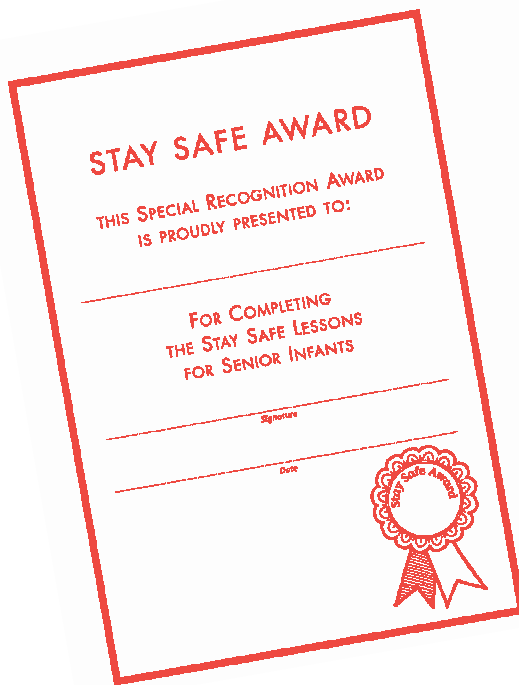 STAY SAFE AWARD
THIS SPECIAL RECOGNITION AWARD
IS PROUDLY PRESENTED TO:
FOR COMPLETING
THE STAY SAFE LESSONS
FOR SENIOR INFANTS
Signature
Date
Stay Safe Award